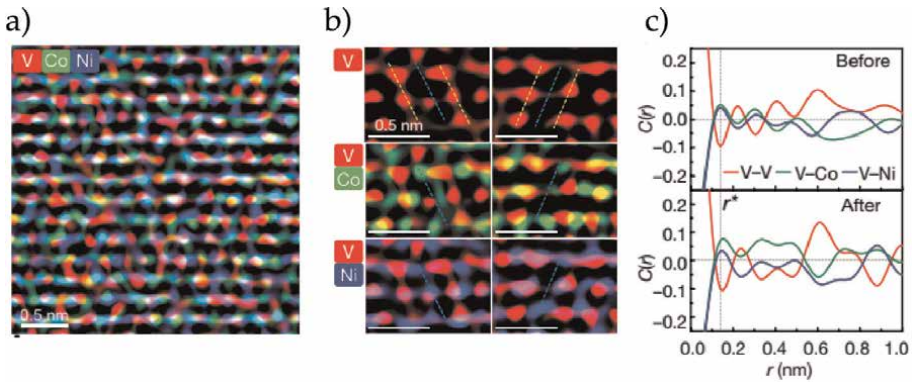 a)
V Co Ni
0.5 nm
b)
V
0.5 nm
V
Co
V
Ni
c)
C(r)
0.2
0.1
0.0
−0.1
−0.2
Before
V–V V–Co V–Ni
r*
C(r)
0.2
0.1
0.0
−0.1
−0.2
After
0.0 0.2 0.4 0.6 0.8 1.0
r (nm)